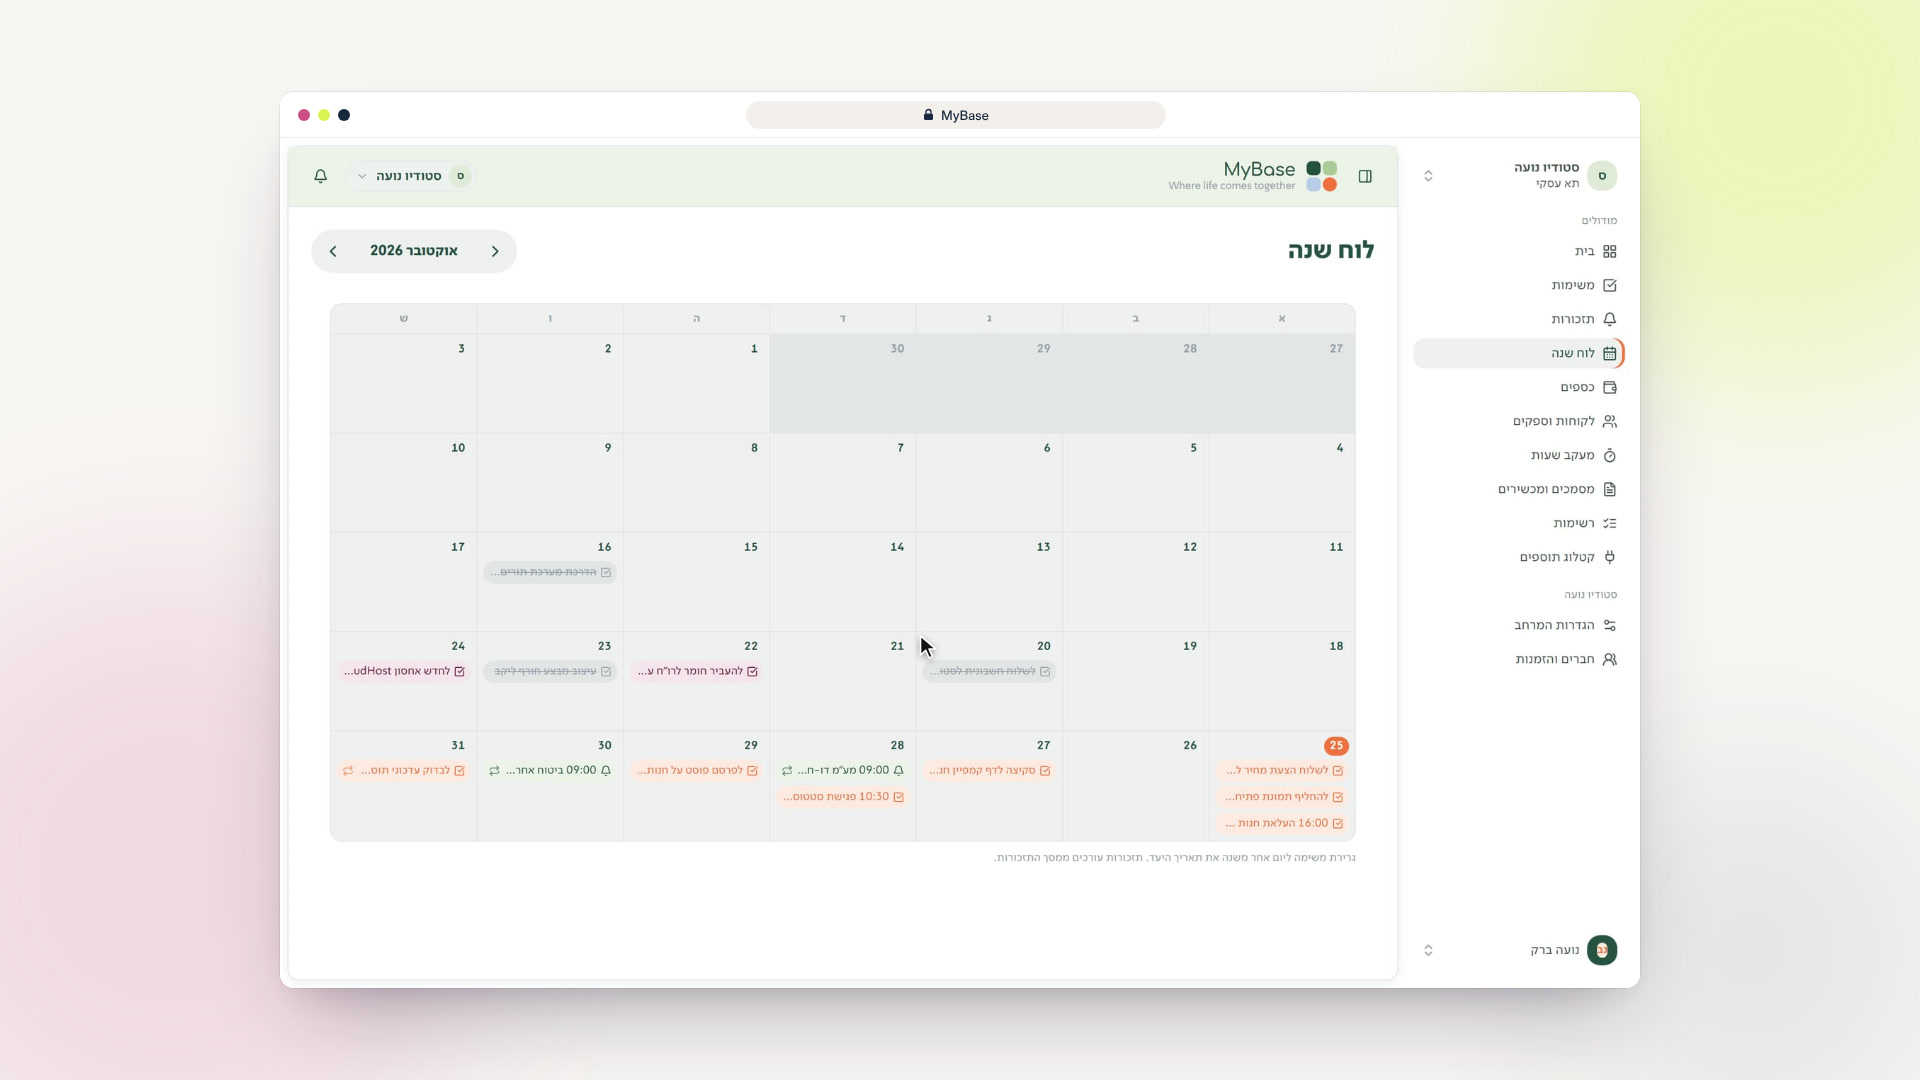 MyBase
סטודיו נועה
תא עסקי
מודולים
בית
משימות
תזכורות
לוח שנה
כספים
לקוחות וספקים
מעקב שעות
מסמכים ומכשירים
רשימות
קטלוג תוספים
סטודיו נועה
הגדרות המרחב
חברים והזמנות
נועה ברק
MyBase
Where life comes together
ס סטודיו נועה
לוח שנה
אוקטובר 2026
א ב ג ד ה ו ש
27 28 29 30 1 2 3
4 5 6 7 8 9 10
11 12 13 14 15 16 17
הדרכת מערכת תורים...
18 19 20 21 22 23 24
לשלוח חשבונית לסטו...
להעביר חומר לרו"ח ע...
עיצוב מבצע חורף ליקב
לחדש אחסון udHost...
25 26 27 28 29 30 31
לשלוח הצעת מחיר ל...
להחליף תמונת פתיח...
16:00 העלאת חנות ...
סקיצה לדף קמפיין חנ...
09:00 מע"מ דו-ח...
10:30 פגישת סטטוס...
לפרסם פוסט על חנות...
09:00 ביטוח אחר...
לבדוק עדכוני תוס...
גרירת משימה ליום אחר משנה את תאריך היעד. תזכורות עורכים ממסך התזכורות.